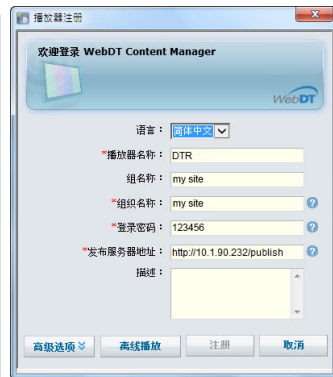 播放器注册
欢迎登录 WebDT Content Manager
WebDT
语言： 简体中文
*播放器名称： DTR
组名称： my site
*组织名称： my site
*登录密码： 123456
*发布服务器地址： http://10.1.90.232/publish
描述：
高级选项 离线播放 注册 取消